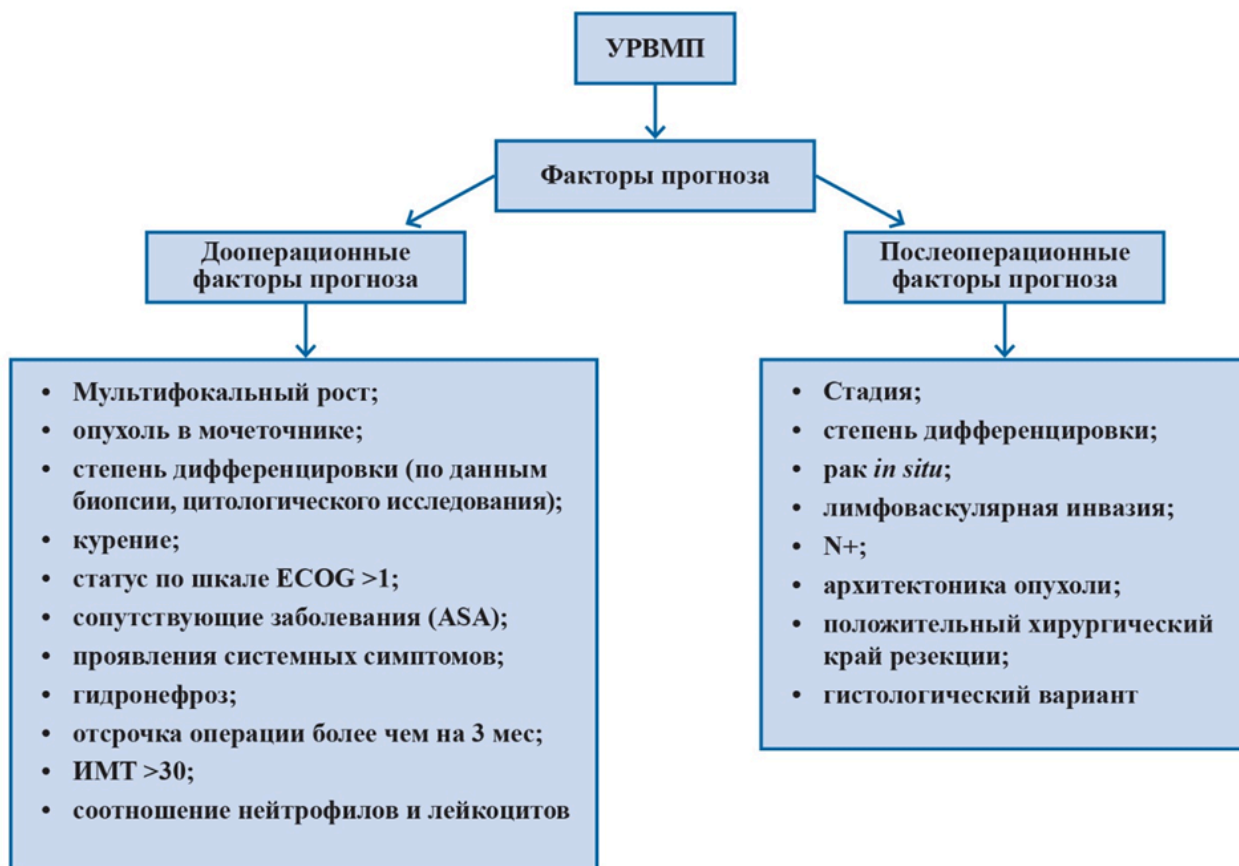 УРВМП
Факторы прогноза
Дооперационные
факторы прогноза
Послеоперационные
факторы прогноза
• Мультифокальный рост;
• опухоль в мочеточнике;
• степень дифференцировки (по данным
биопсии, цитологического исследования);
• курение;
• статус по шкале ECOG >1;
• сопутствующие заболевания (ASA);
• проявления системных симптомов;
• гидронефроз;
• отсрочка операции более чем на 3 мес;
• ИМТ >30;
• соотношение нейтрофилов и лейкоцитов
• Стадия;
• степень дифференцировки;
• рак in situ;
• лимфоваскулярная инвазия;
• N+;
• архитектоника опухоли;
• положительный хирургический
край резекции;
• гистологический вариант